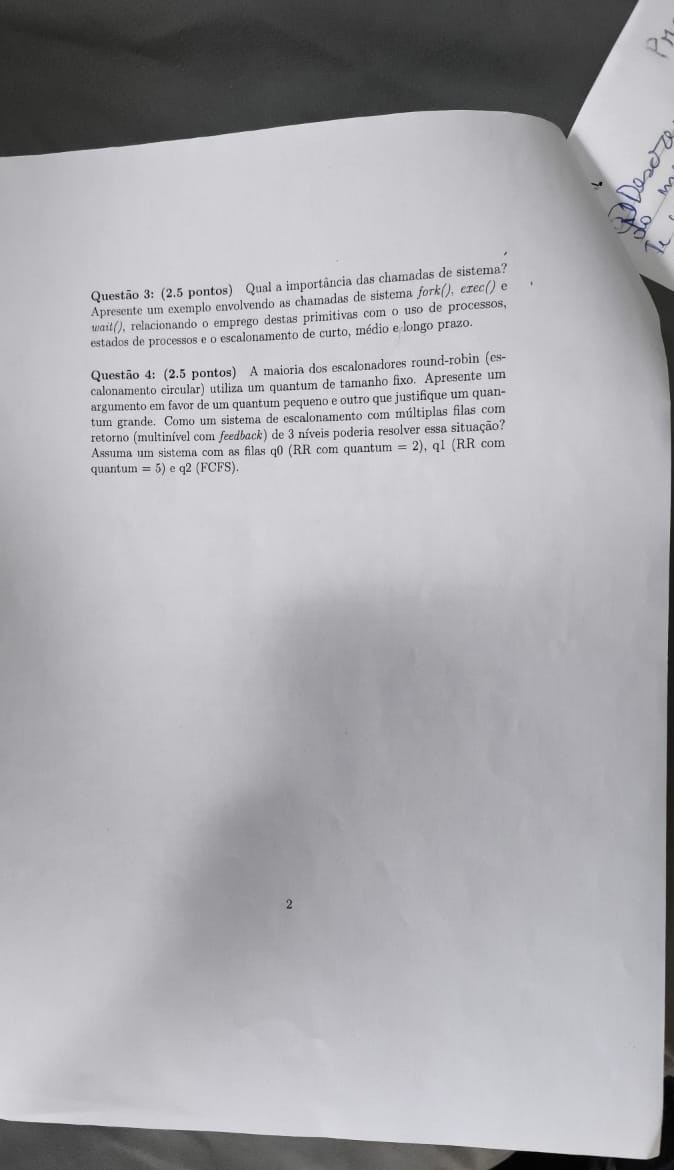 Questão 3: (2.5 pontos) Qual a importância das chamadas de sistema?
Apresente um exemplo envolvendo as chamadas de sistema fork(), exec() e
wait(), relacionando o emprego destas primitivas com o uso de processos,
estados de processos e o escalonamento de curto, médio e longo prazo.
Questão 4: (2.5 pontos) A maioria dos escalonadores round-robin (es-
calonamento circular) utiliza um quantum de tamanho fixo. Apresente um
argumento em favor de um quantum pequeno e outro que justifique um quan-
tum grande. Como um sistema de escalonamento com múltiplas filas com
retorno (multinível com feedback) de 3 níveis poderia resolver essa situação?
Assuma um sistema com as filas q0 (RR com quantum = 2), q1 (RR com
quantum = 5) e q2 (FCFS).
2